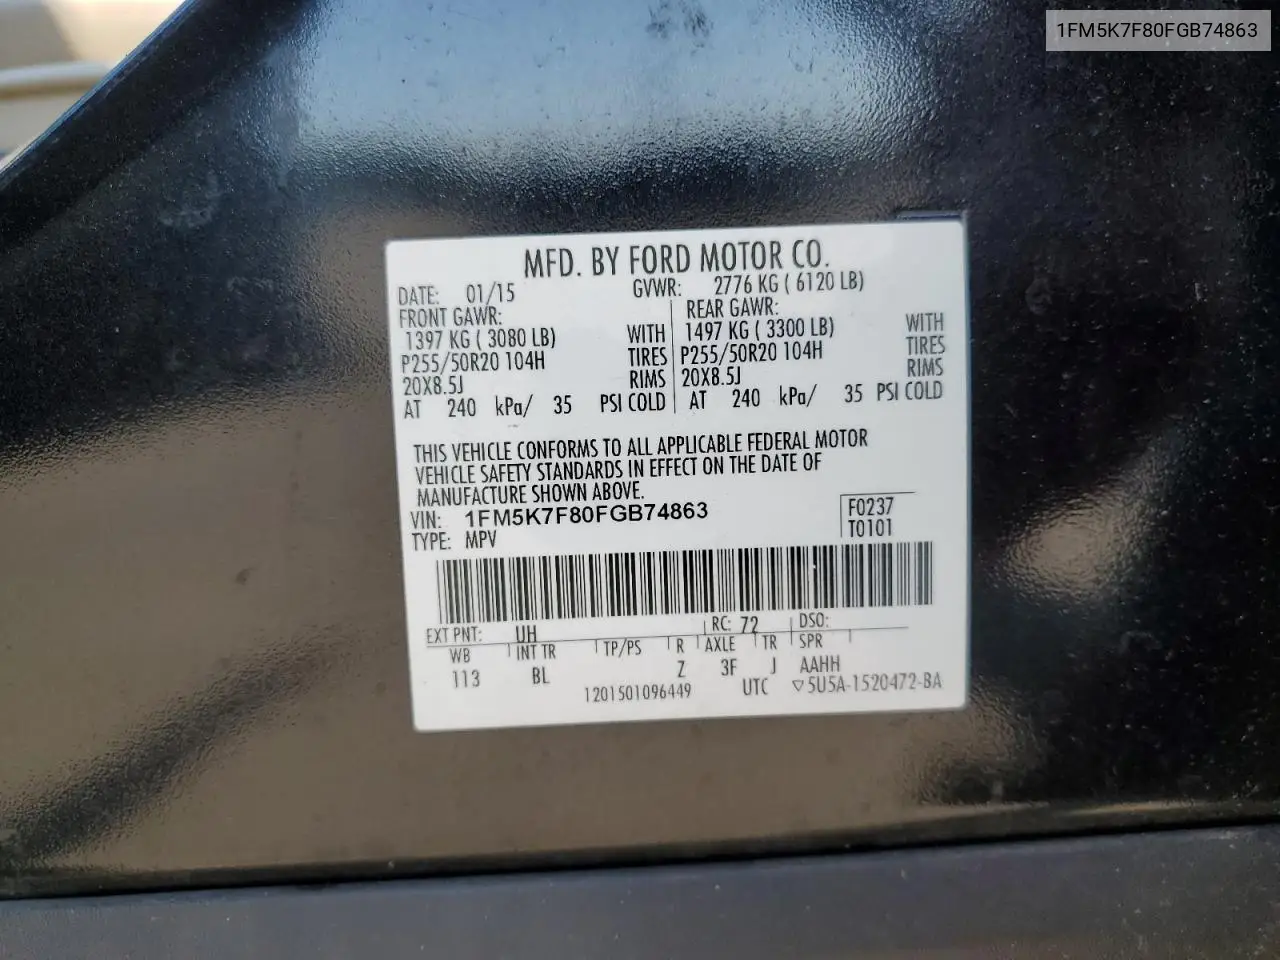 1FM5K7F80FGB74863
MFD. BY FORD MOTOR CO.
DATE: 01/15 GVWR: 2776 KG ( 6120 LB)
FRONT GAWR: REAR GAWR:
1397 KG ( 3080 LB) WITH 1497 KG ( 3300 LB) WITH
P255/50R20 104H TIRES P255/50R20 104H TIRES
20X8.5J RIMS 20X8.5J RIMS
AT 240 kPa/ 35 PSI COLD AT 240 kPa/ 35 PSI COLD
THIS VEHICLE CONFORMS TO ALL APPLICABLE FEDERAL MOTOR
VEHICLE SAFETY STANDARDS IN EFFECT ON THE DATE OF
MANUFACTURE SHOWN ABOVE.
VIN: 1FM5K7F80FGB74863 F0237
TYPE: MPV T0101
EXT PNT: UH RC: 72 DSO:
WB INT TR TP/PS R AXLE TR SPR
113 BL Z 3F J AAHH
1201501096449 UTC ▽5U5A-1520472-BA